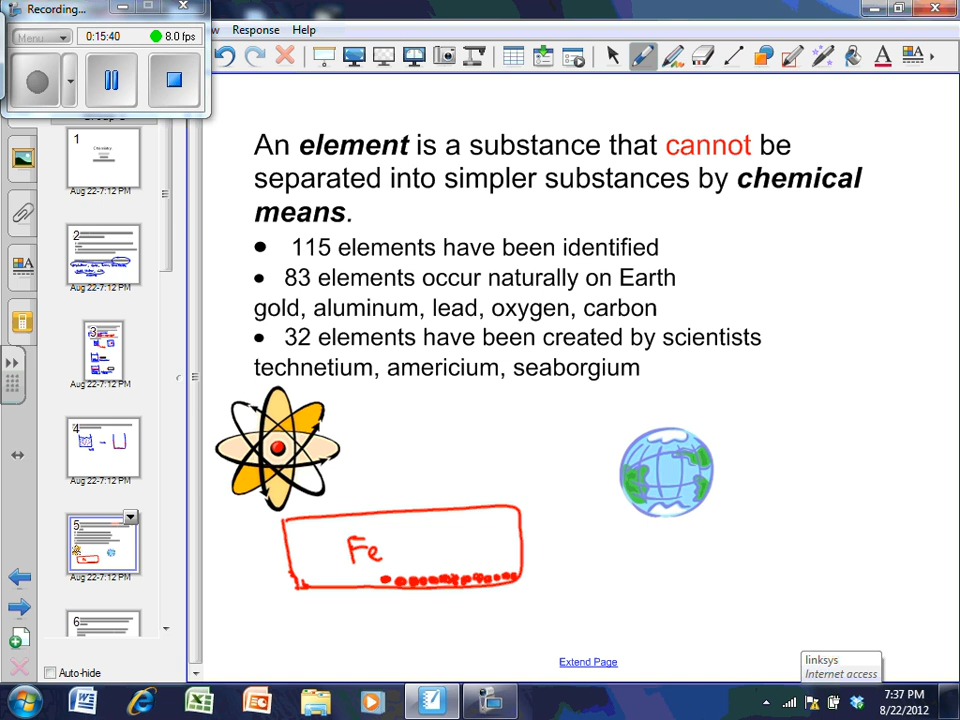 Recording...
Menu
0:15:40
8.0 fps
w Response Help
1
Chemistry
Aug 22-7:12 PM
2
Aug 22-7:12 PM
3
Aug 22-7:12 PM
4
Aug 22-7:12 PM
5
Aug 22-7:12 PM
6
Auto-hide
An element is a substance that cannot be
separated into simpler substances by chemical
means.
• 115 elements have been identified
• 83 elements occur naturally on Earth
gold, aluminum, lead, oxygen, carbon
• 32 elements have been created by scientists
technetium, americium, seaborgium
Fe
Extend Page
linksys
Internet access
7:37 PM
8/22/2012